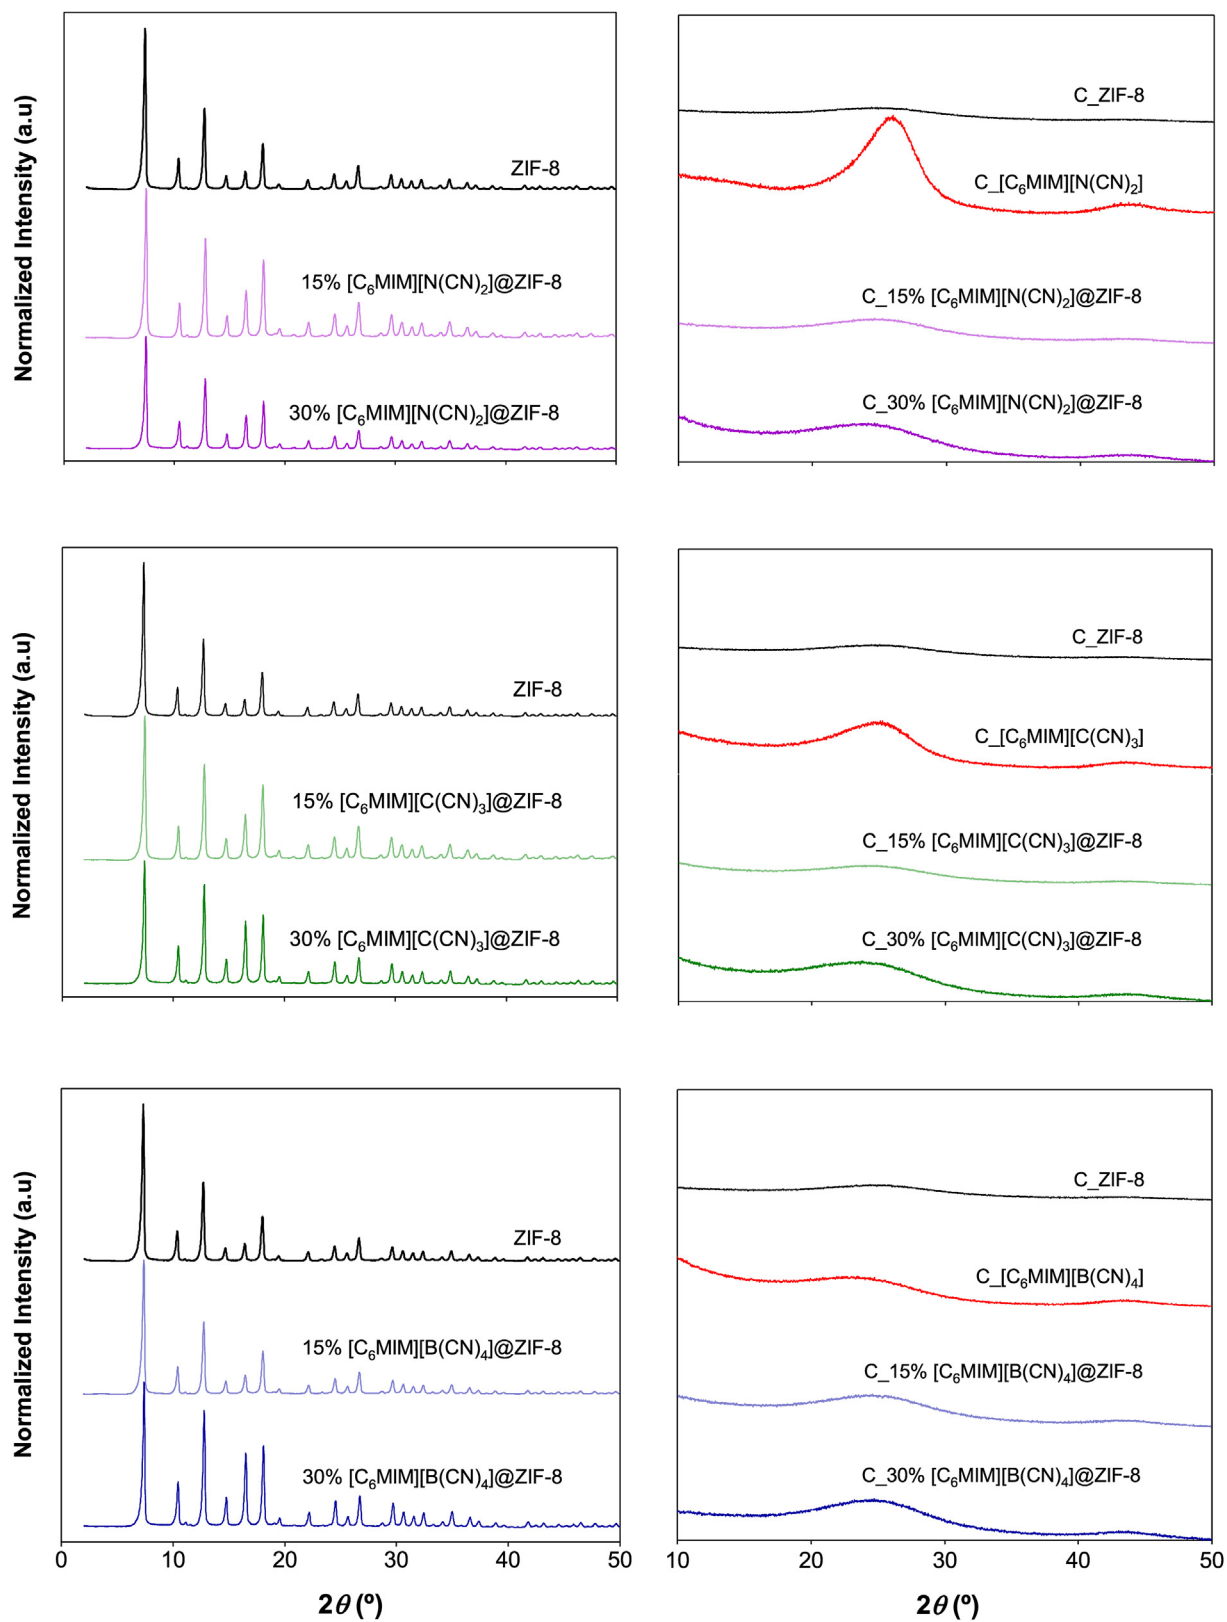 Normalized Intensity (a.u)
ZIF-8
15% [C₆MIM][N(CN)₂]@ZIF-8
30% [C₆MIM][N(CN)₂]@ZIF-8
C_ZIF-8
C_[C₆MIM][N(CN)₂]
C_15% [C₆MIM][N(CN)₂]@ZIF-8
C_30% [C₆MIM][N(CN)₂]@ZIF-8
Normalized Intensity (a.u)
ZIF-8
15% [C₆MIM][C(CN)₃]@ZIF-8
30% [C₆MIM][C(CN)₃]@ZIF-8
C_ZIF-8
C_[C₆MIM][C(CN)₃]
C_15% [C₆MIM][C(CN)₃]@ZIF-8
C_30% [C₆MIM][C(CN)₃]@ZIF-8
Normalized Intensity (a.u)
ZIF-8
15% [C₆MIM][B(CN)₄]@ZIF-8
30% [C₆MIM][B(CN)₄]@ZIF-8
0 10 20 30 40 50
2θ (º)
C_ZIF-8
C_[C₆MIM][B(CN)₄]
C_15% [C₆MIM][B(CN)₄]@ZIF-8
C_30% [C₆MIM][B(CN)₄]@ZIF-8
10 20 30 40 50
2θ (º)